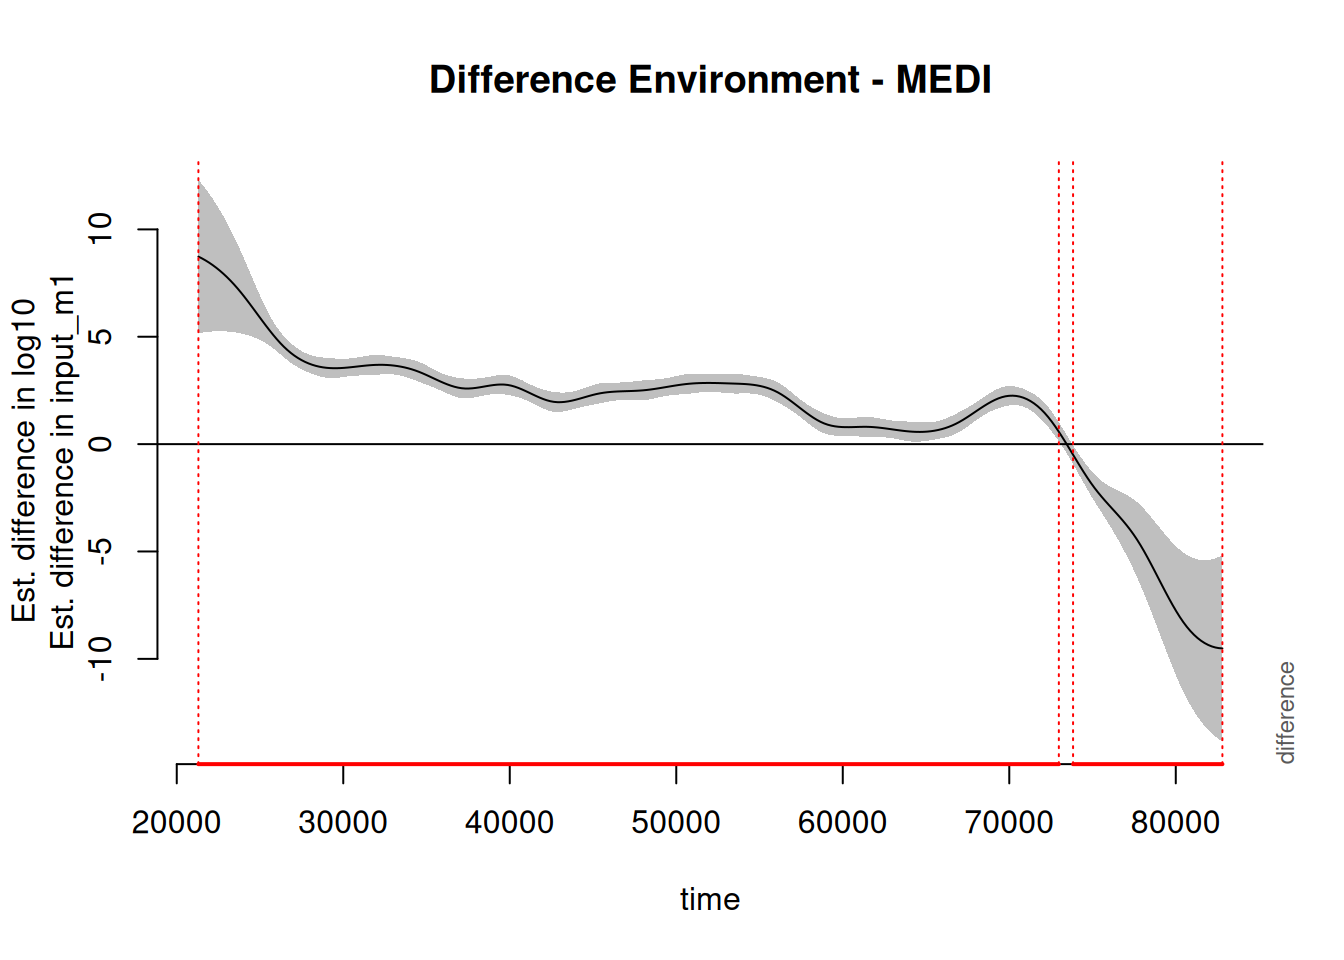 Difference Environment - MEDI
Est. difference in log10
Est. difference in input_m1
10
5
0
-5
-10
difference
20000 30000 40000 50000 60000 70000 80000
time